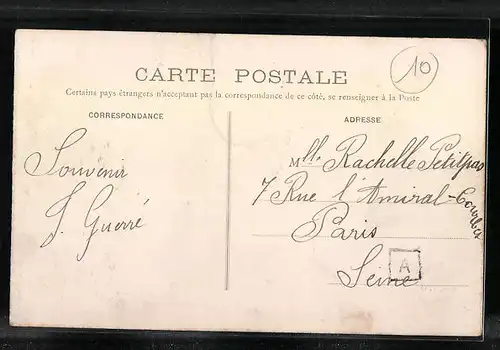 10
CARTE POSTALE
Certains pays étrangers n'acceptant pas la correspondance de ce côté, se renseigner à la Poste
CORRESPONDANCE
ADRESSE
Souvenir
J. Guerré
Mlle Rachelle Petitpas
7 Rue l'Amiral-Courbet
Paris
Seine
A